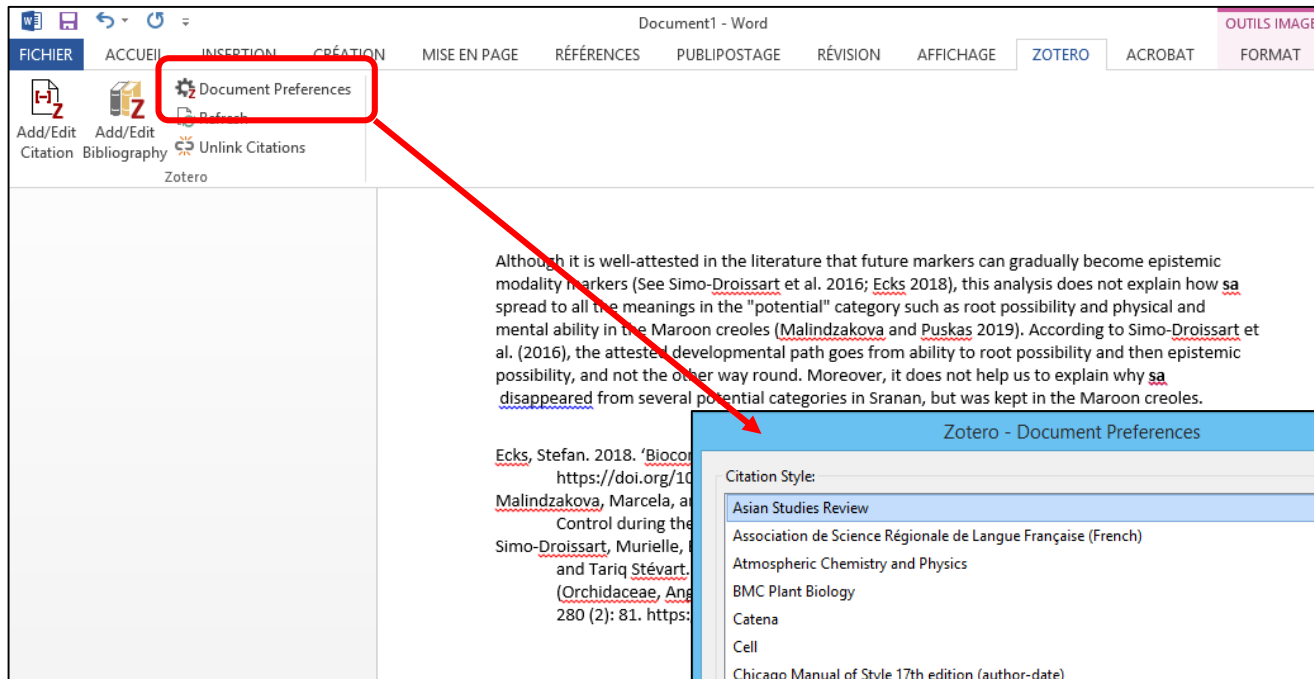 Document1 - Word
OUTILS IMAGE
FICHIER ACCUEIL INSERTION CRÉATION MISE EN PAGE RÉFÉRENCES PUBLIPOSTAGE RÉVISION AFFICHAGE ZOTERO ACROBAT FORMAT
Document Preferences
Refresh
Unlink Citations
Add/Edit Citation
Add/Edit Bibliography
Zotero
Although it is well-attested in the literature that future markers can gradually become epistemic
modality markers (See Simo-Droissart et al. 2016; Ecks 2018), this analysis does not explain how sa
spread to all the meanings in the "potential" category such as root possibility and physical and
mental ability in the Maroon creoles (Malindzakova and Puskas 2019). According to Simo-Droissart et
al. (2016), the attested developmental path goes from ability to root possibility and then epistemic
possibility, and not the other way round. Moreover, it does not help us to explain why sa
disappeared from several potential categories in Sranan, but was kept in the Maroon creoles.
Ecks, Stefan. 2018. ‘Biocor
https://doi.org/10
Malindzakova, Marcela, ar
Control during the
Simo-Droissart, Murielle,
and Tariq Stévart.
(Orchidaceae, Ang
280 (2): 81. https:
Zotero - Document Preferences
Citation Style:
Asian Studies Review
Association de Science Régionale de Langue Française (French)
Atmospheric Chemistry and Physics
BMC Plant Biology
Catena
Cell
Chicago Manual of Style 17th edition (author-date)